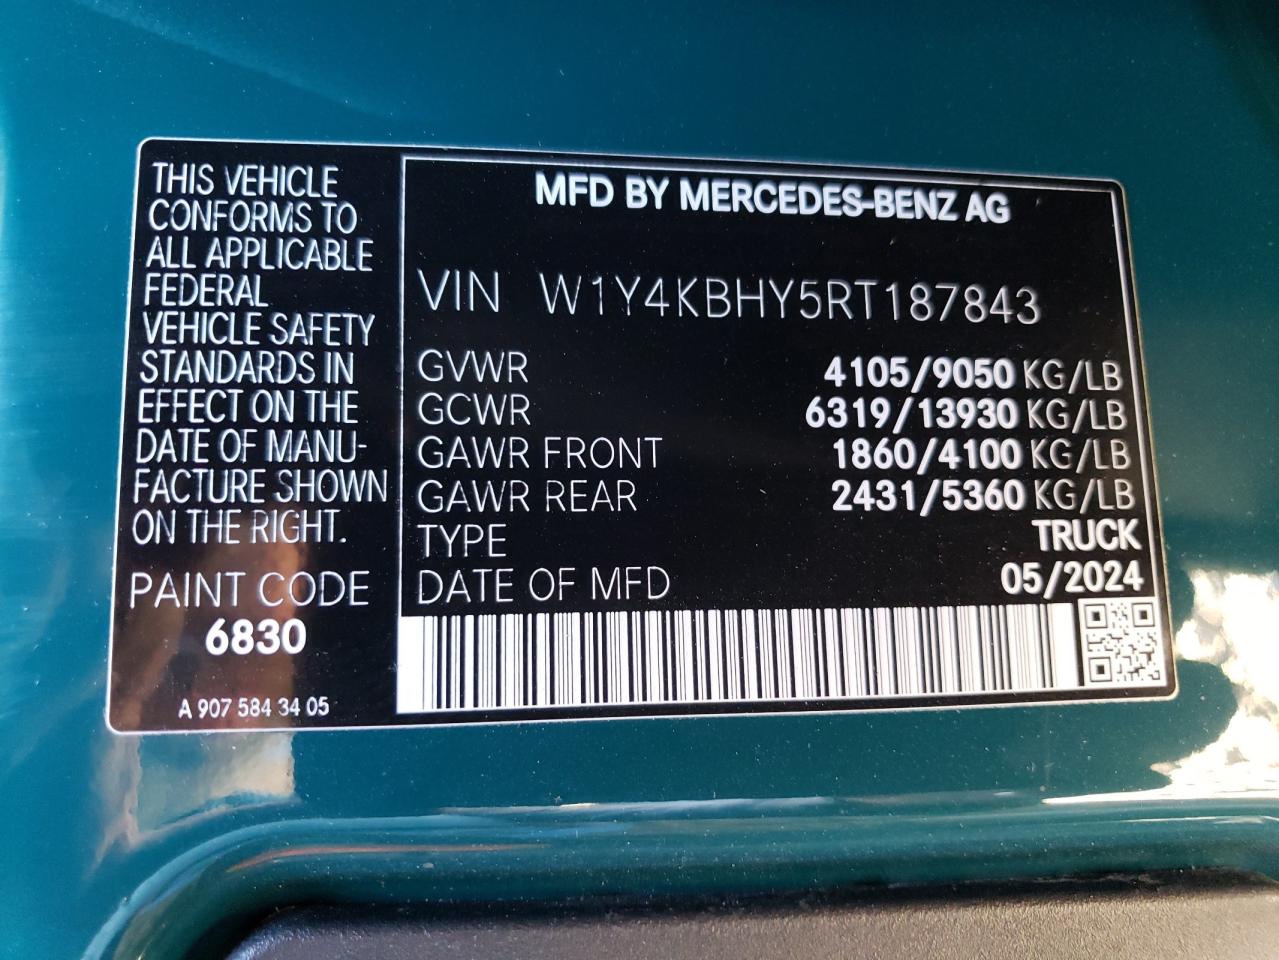 THIS VEHICLE
CONFORMS TO
ALL APPLICABLE
FEDERAL
VEHICLE SAFETY
STANDARDS IN
EFFECT ON THE
DATE OF MANU-
FACTURE SHOWN
ON THE RIGHT.
PAINT CODE
6830
A 907 584 34 05
MFD BY MERCEDES-BENZ AG
VIN W1Y4KBHY5RT187843
GVWR 4105/9050 KG/LB
GCWR 6319/13930 KG/LB
GAWR FRONT 1860/4100 KG/LB
GAWR REAR 2431/5360 KG/LB
TYPE TRUCK
DATE OF MFD 05/2024